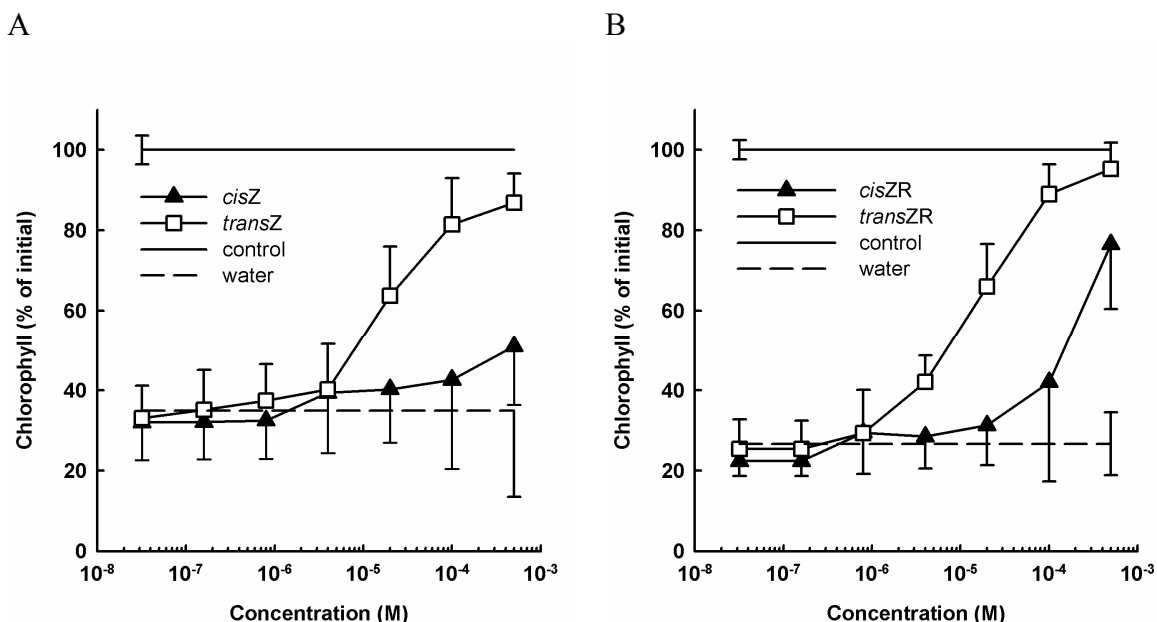 A
Chlorophyll (% of initial)
100
80
60
40
20
0
cisZ
transZ
control
water
10-8
10-7
10-6
10-5
10-4
10-3
Concentration (M)
B
Chlorophyll (% of initial)
100
80
60
40
20
0
cisZR
transZR
control
water
10-8
10-7
10-6
10-5
10-4
10-3
Concentration (M)